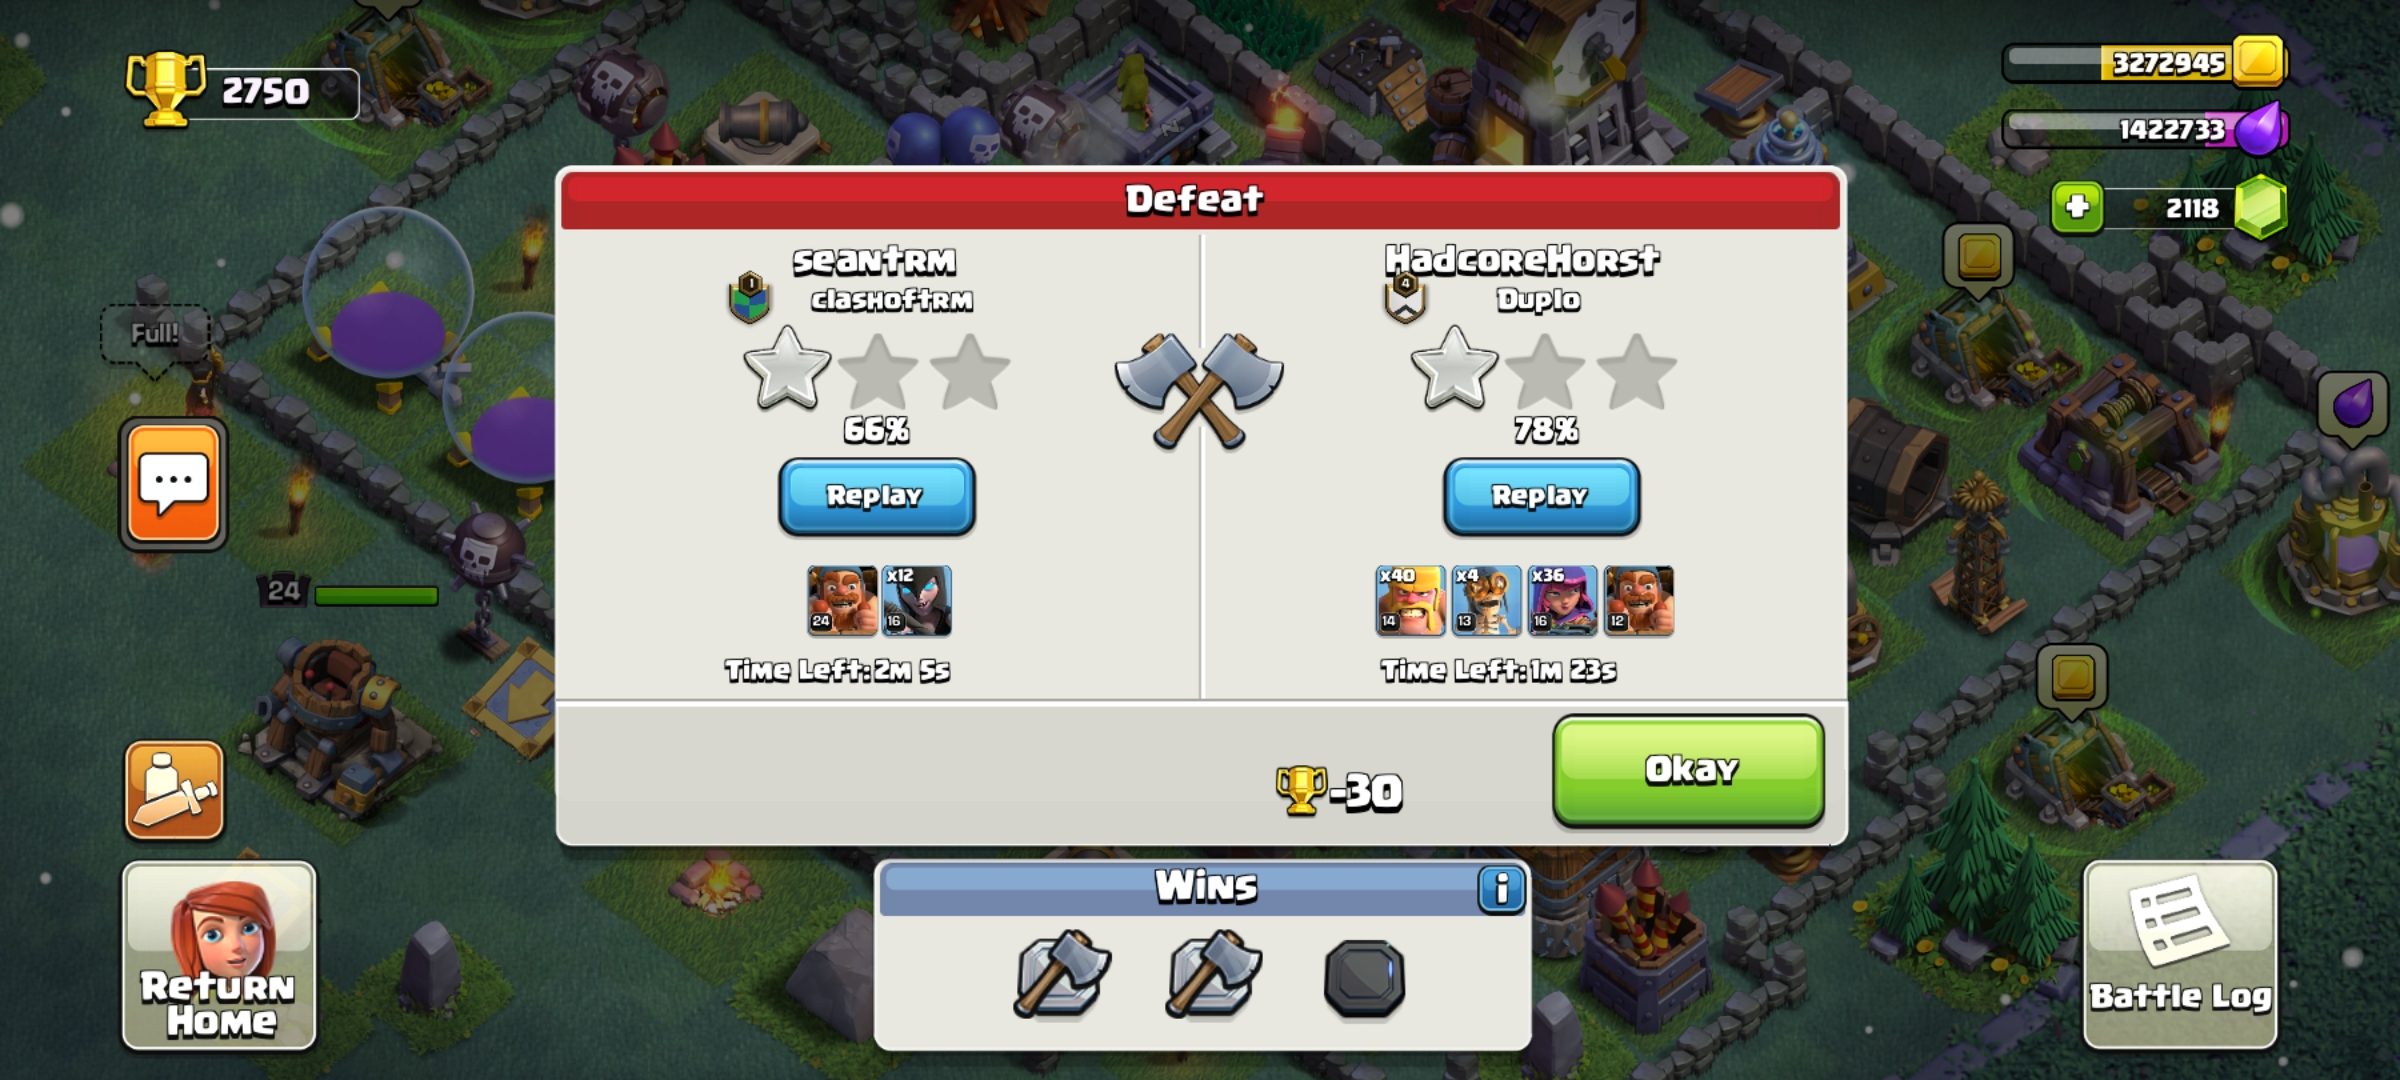 2750
3272945
1422733
2118
Full!
24
Defeat
seantrm
clashoftrm
1
66%
Replay
24
x12
16
Time Left:2m 5s
HadcoreHorst
Duplo
4
78%
Replay
x40
14
x4
13
x36
16
12
Time Left:1m 23s
-30
Okay
Wins
i
Return
Home
Battle Log